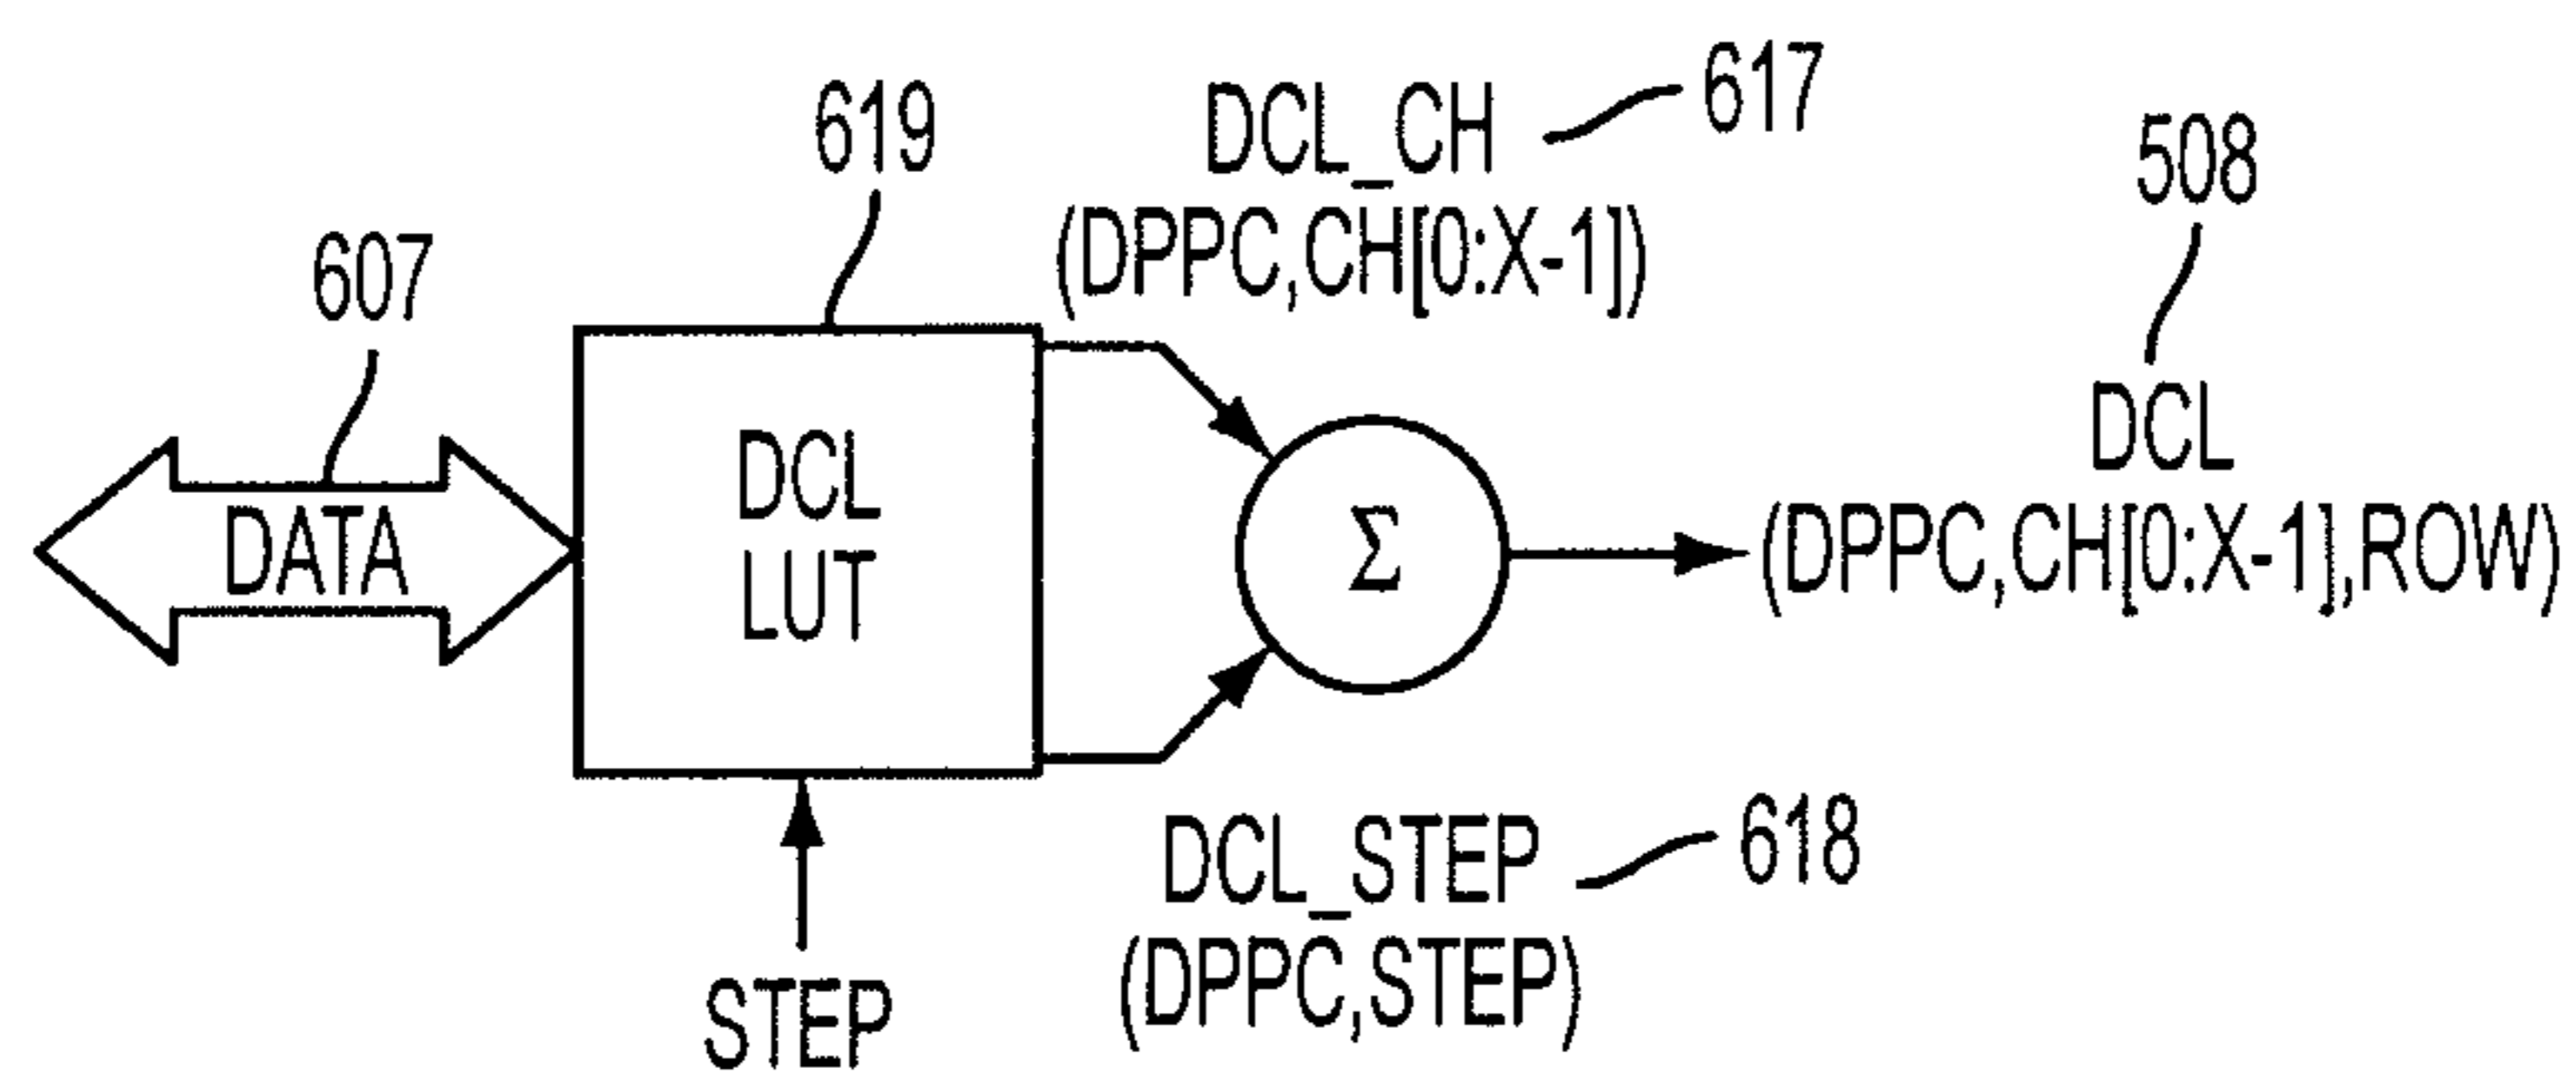 607
DATA
619
DCL
LUT
STEP
DCL_CH
(DPPC,CH[0:X-1])
617
Σ
DCL_STEP
(DPPC,STEP)
618
508
DCL
(DPPC,CH[0:X-1],ROW)